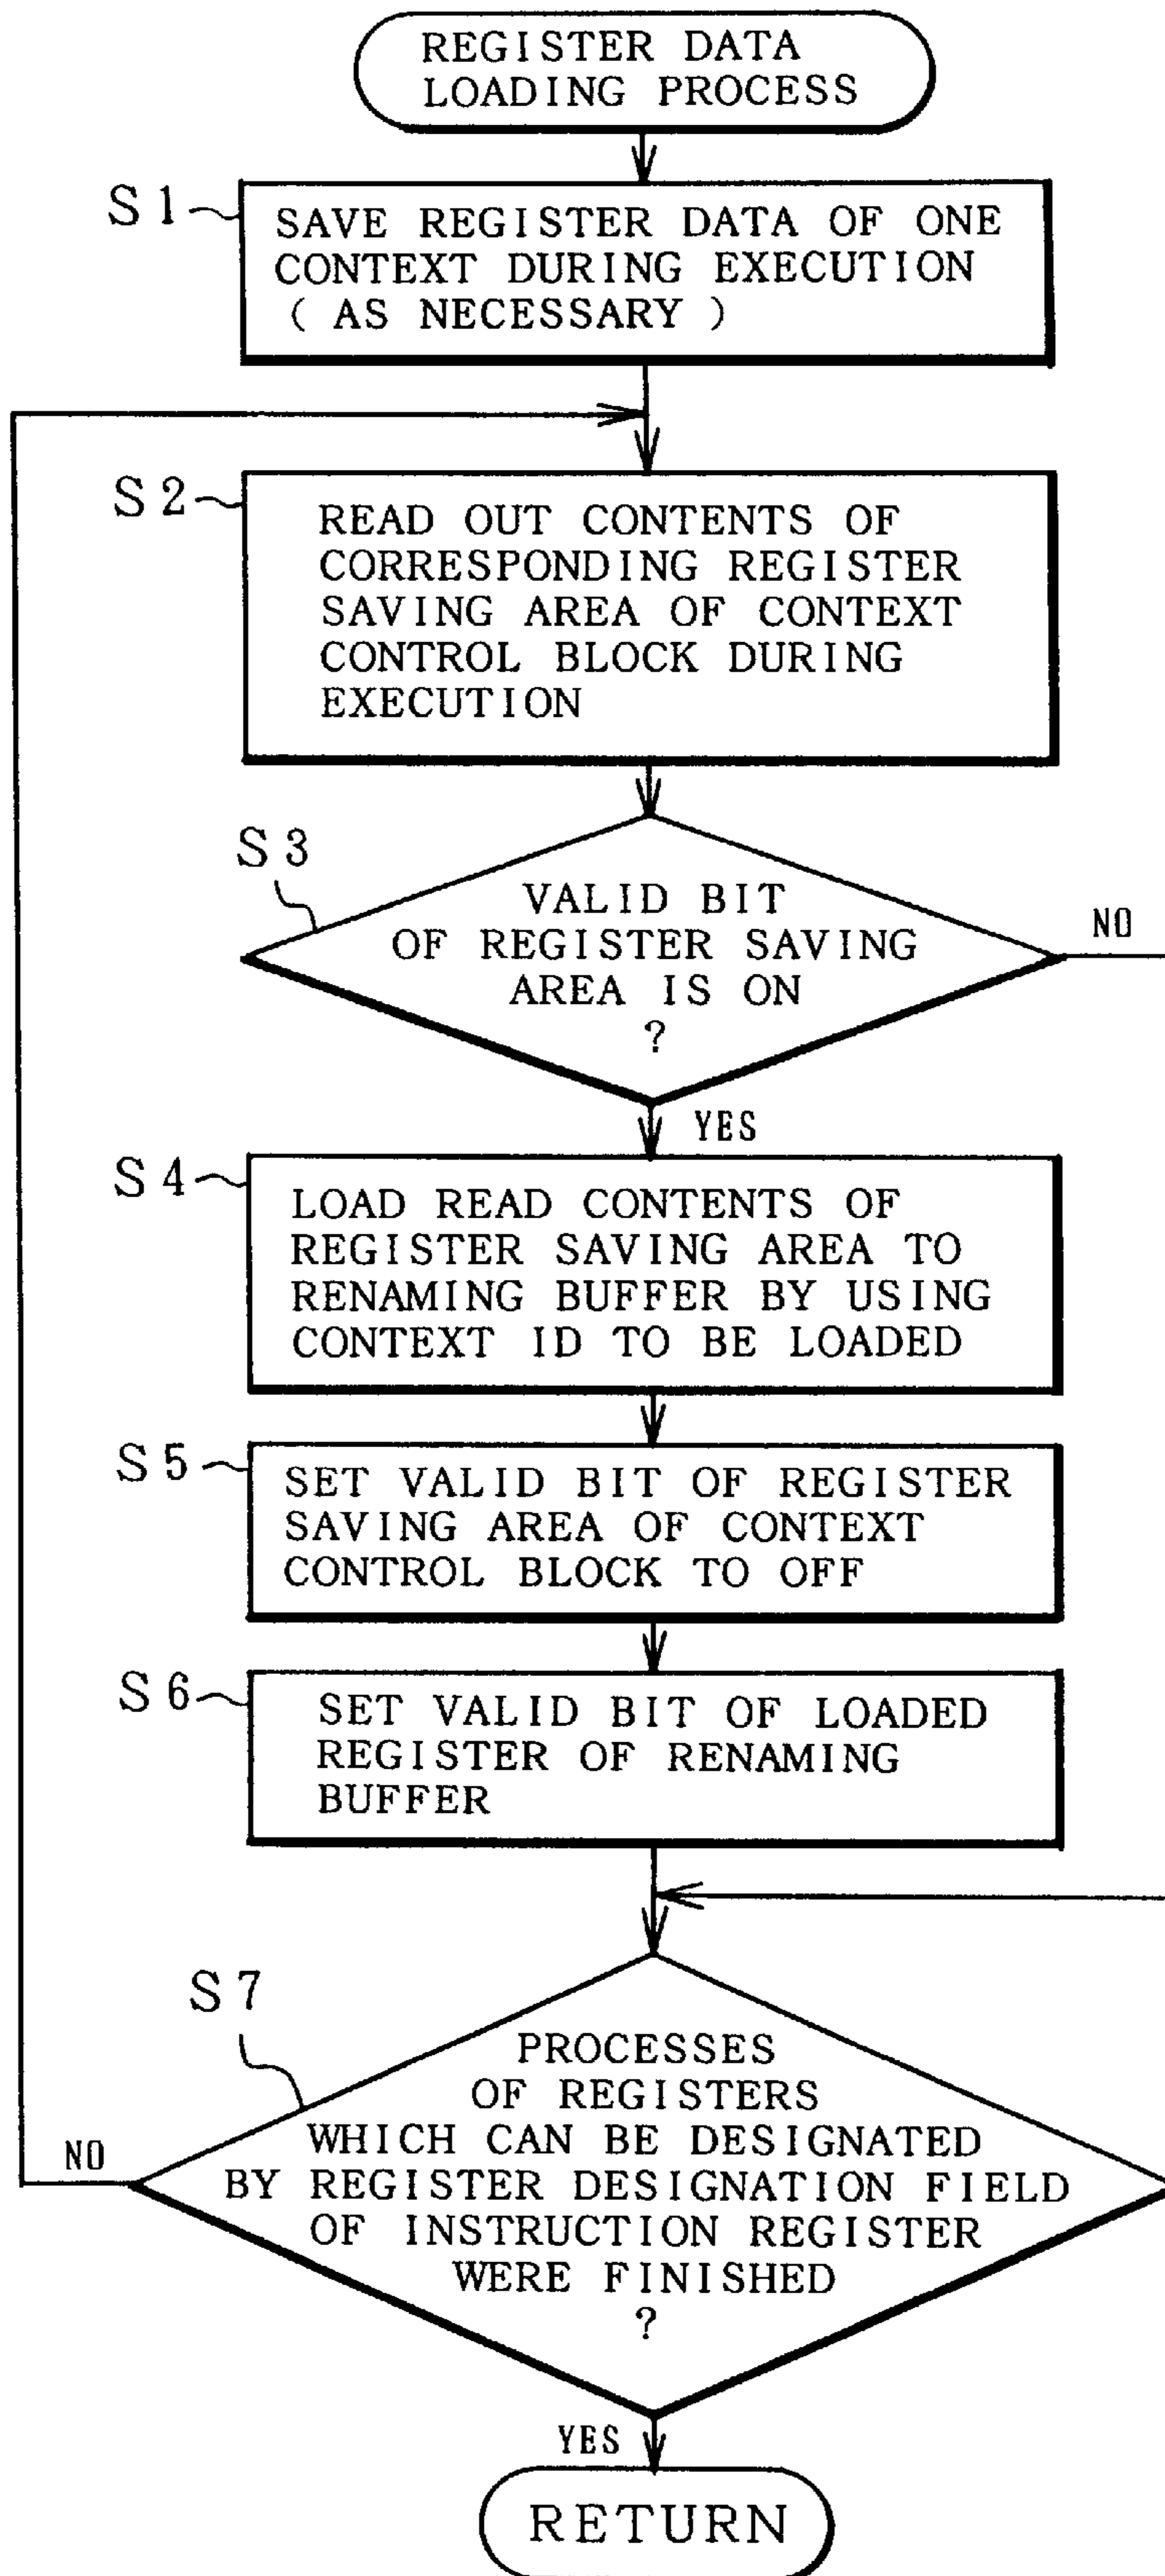 REGISTER DATA
LOADING PROCESS
S1
SAVE REGISTER DATA OF ONE
CONTEXT DURING EXECUTION
( AS NECESSARY )
S2
READ OUT CONTENTS OF
CORRESPONDING REGISTER
SAVING AREA OF CONTEXT
CONTROL BLOCK DURING
EXECUTION
S3
VALID BIT
OF REGISTER SAVING
AREA IS ON
?
NO
YES
S4
LOAD READ CONTENTS OF
REGISTER SAVING AREA TO
RENAMING BUFFER BY USING
CONTEXT ID TO BE LOADED
S5
SET VALID BIT OF REGISTER
SAVING AREA OF CONTEXT
CONTROL BLOCK TO OFF
S6
SET VALID BIT OF LOADED
REGISTER OF RENAMING
BUFFER
S7
PROCESSES
OF REGISTERS
WHICH CAN BE DESIGNATED
BY REGISTER DESIGNATION FIELD
OF INSTRUCTION REGISTER
WERE FINISHED
?
NO
YES
RETURN